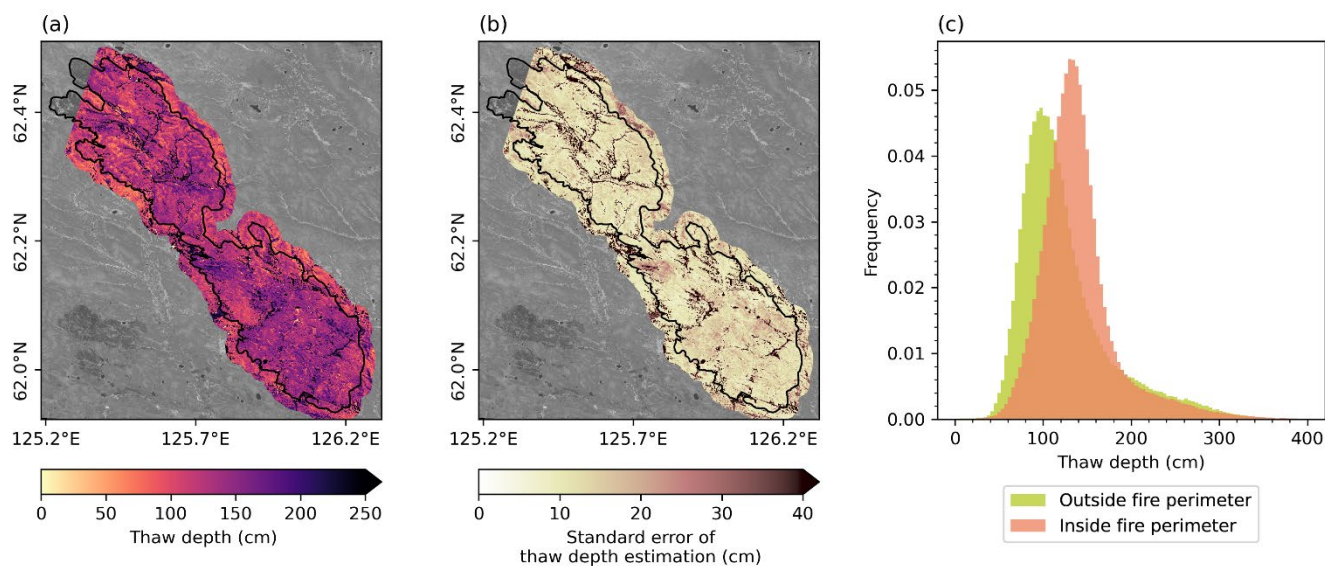 (a)
62.4°N
62.2°N
62.0°N
125.2°E
125.7°E
126.2°E
0
50
100
150
200
250
Thaw depth (cm)
(b)
62.4°N
62.2°N
62.0°N
125.2°E
125.7°E
126.2°E
0
10
20
30
40
Standard error of
thaw depth estimation (cm)
(c)
Frequency
0.05
0.04
0.03
0.02
0.01
0.00
0
100
200
300
400
Thaw depth (cm)
Outside fire perimeter
Inside fire perimeter